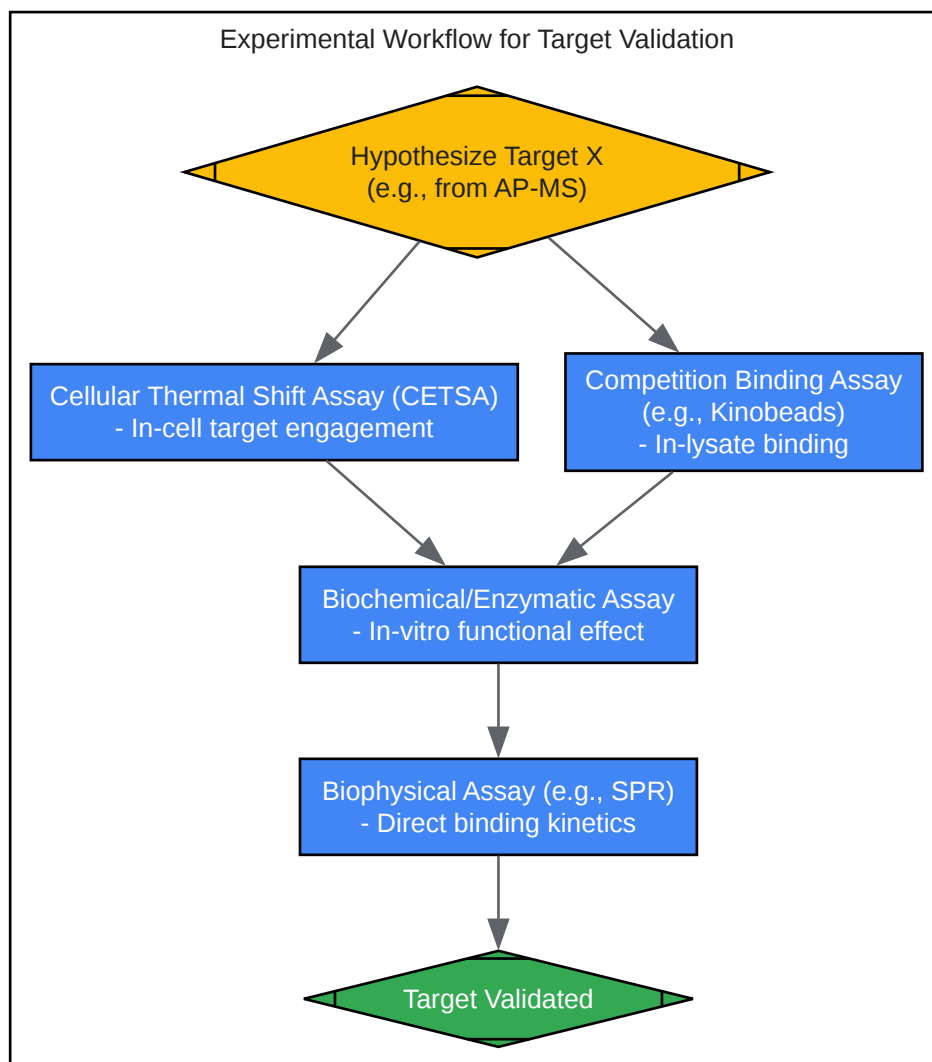 Experimental Workflow for Target Validation
Hypothesize Target X
(e.g., from AP-MS)
Cellular Thermal Shift Assay (CETSA)
- In-cell target engagement
Competition Binding Assay
(e.g., Kinobeads)
- In-lysate binding
Biochemical/Enzymatic Assay
- In-vitro functional effect
Biophysical Assay (e.g., SPR)
- Direct binding kinetics
Target Validated